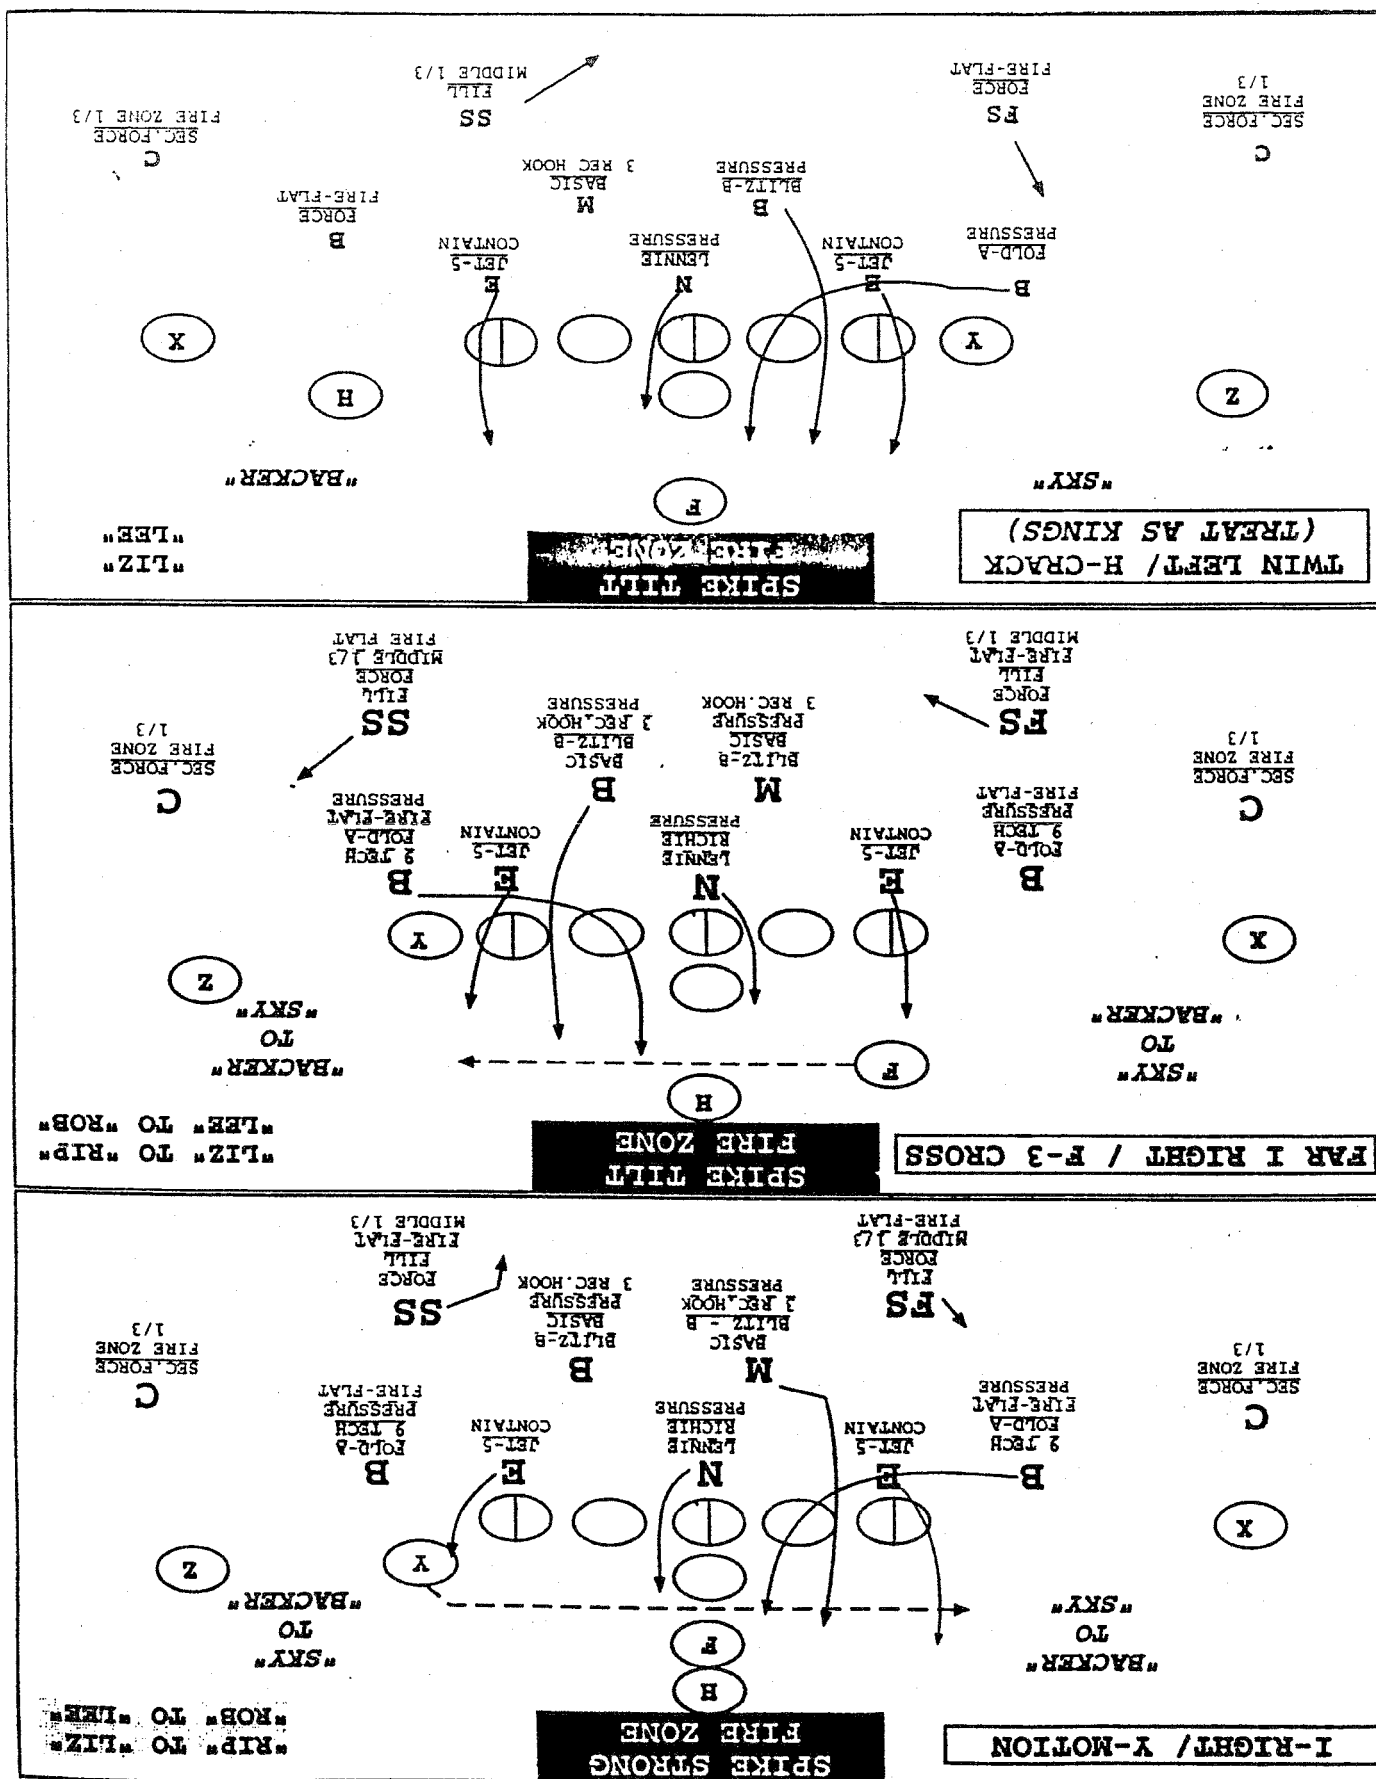 I-RIGHT/ Y-MOTION
SPIKE STRONG
FIRE ZONE
"RIP" TO "LIZ"
"ROB" TO "LEE"
H
F
"BACKER"
TO
"SKY"
"SKY"
TO
"BACKER"
X
Y
Z
B
9 TECH
FOLD-A
FIRE-FLAT
PRESSURE
E
JET-5
CONTAIN
N
LENNIE
RICHIE
PRESSURE
E
JET-5
CONTAIN
B
FOLD-A
9 TECH
PRESSURE
FIRE-FLAT
C
SEC.FORCE
FIRE ZONE
1/3
M
BASIC
BLITZ - B
3 REC.HOOK
PRESSURE
B
BLITZ-B
BASIC
PRESSURE
3 REC.HOOK
C
SEC.FORCE
FIRE ZONE
1/3
FS
FILL
FORCE
MIDDLE 1/3
FIRE-FLAT
SS
FORCE
FILL
FIRE-FLAT
MIDDLE 1/3
FAR I RIGHT / F-3 CROSS
SPIKE TILT
FIRE ZONE
"LIZ" TO "RIP"
"LEE" TO "ROB"
H
F
"SKY"
TO
"BACKER"
"BACKER"
TO
"SKY"
X
Y
Z
B
FOLD-A
9 TECH
PRESSURE
FIRE-FLAT
E
JET-5
CONTAIN
N
LENNIE
RICHIE
PRESSURE
E
JET-5
CONTAIN
B
9 TECH
FOLD-A
FIRE-FLAT
PRESSURE
C
SEC.FORCE
FIRE ZONE
1/3
M
BLITZ-B
BASIC
PRESSURE
3 REC.HOOK
B
BASIC
BLITZ-B
3 REC.HOOK
PRESSURE
C
SEC.FORCE
FIRE ZONE
1/3
FS
FORCE
FILL
FIRE-FLAT
MIDDLE 1/3
SS
FILL
FORCE
MIDDLE 1/3
FIRE FLAT
TWIN LEFT/ H-CRACK
(TREAT AS KINGS)
SPIKE TILT
FIRE ZONE
"LIZ"
"LEE"
F
"SKY"
"BACKER"
Z
H
Y
X
B
FOLD-A
PRESSURE
E
JET-5
CONTAIN
N
LENNIE
PRESSURE
E
JET-5
CONTAIN
B
FORCE
FIRE-FLAT
B
BLITZ-B
PRESSURE
M
BASIC
3 REC HOOK
C
SEC.FORCE
FIRE ZONE
1/3
C
SEC.FORCE
FIRE ZONE 1/3
FS
FORCE
FIRE-FLAT
SS
FILL
MIDDLE 1/3